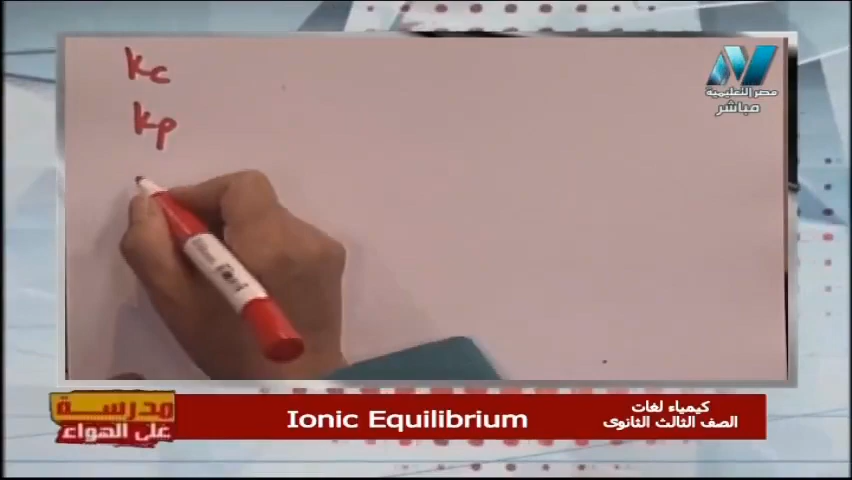 kc
kp
مصر التعليمية
مباشر
مدرسة
على الهواء
Ionic Equilibrium
كيمياء لغات
الصف الثالث الثانوى